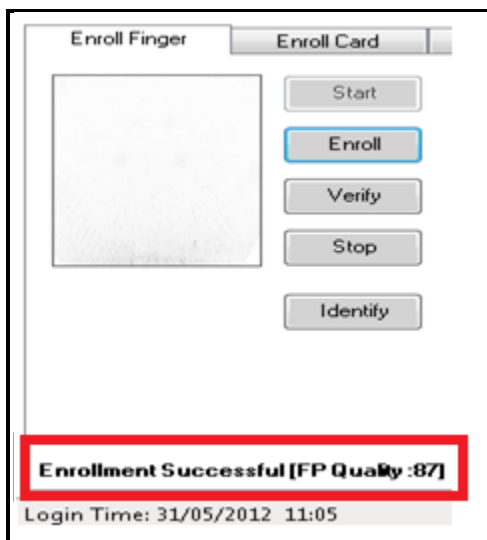 Enroll Finger
Enroll Card
Start
Enroll
Verify
Stop
Identify
Enrollment Successful [FP Quality :87]
Login Time: 31/05/2012 11:05